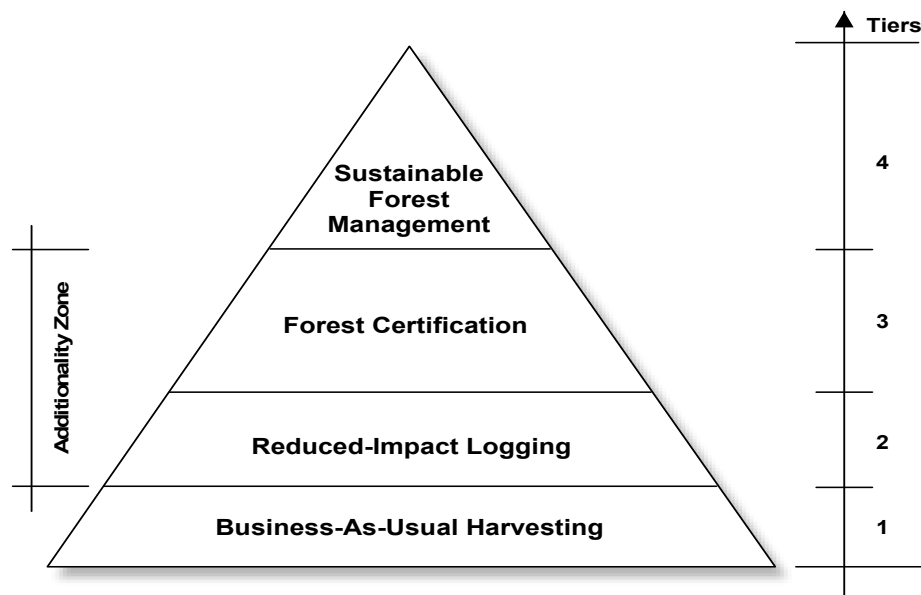 Tiers
Sustainable
Forest
Management
4
Additionality Zone
Forest Certification
3
Reduced-Impact Logging
2
Business-As-Usual Harvesting
1